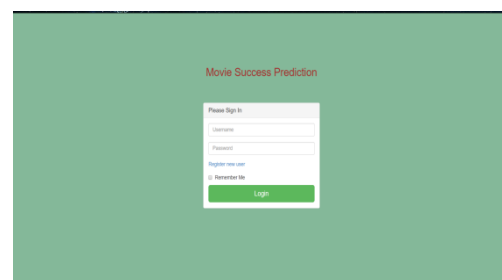 Movie Success Prediction
Please Sign In
Username
Password
Register new user
Remember Me
Login